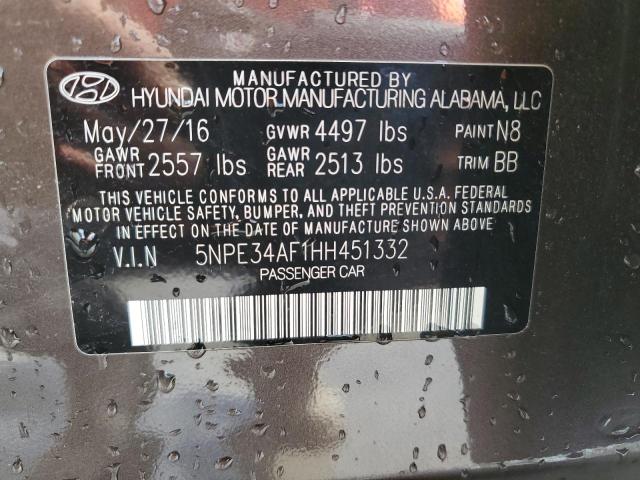 MANUFACTURED BY
HYUNDAI MOTOR MANUFACTURING ALABAMA, LLC
May/27/16 GVWR 4497 lbs PAINT N8
GAWR FRONT 2557 lbs GAWR REAR 2513 lbs TRIM BB
THIS VEHICLE CONFORMS TO ALL APPLICABLE U.S.A. FEDERAL
MOTOR VEHICLE SAFETY, BUMPER, AND THEFT PREVENTION STANDARDS
IN EFFECT ON THE DATE OF MANUFACTURE SHOWN ABOVE
V.I.N 5NPE34AF1HH451332
PASSENGER CAR